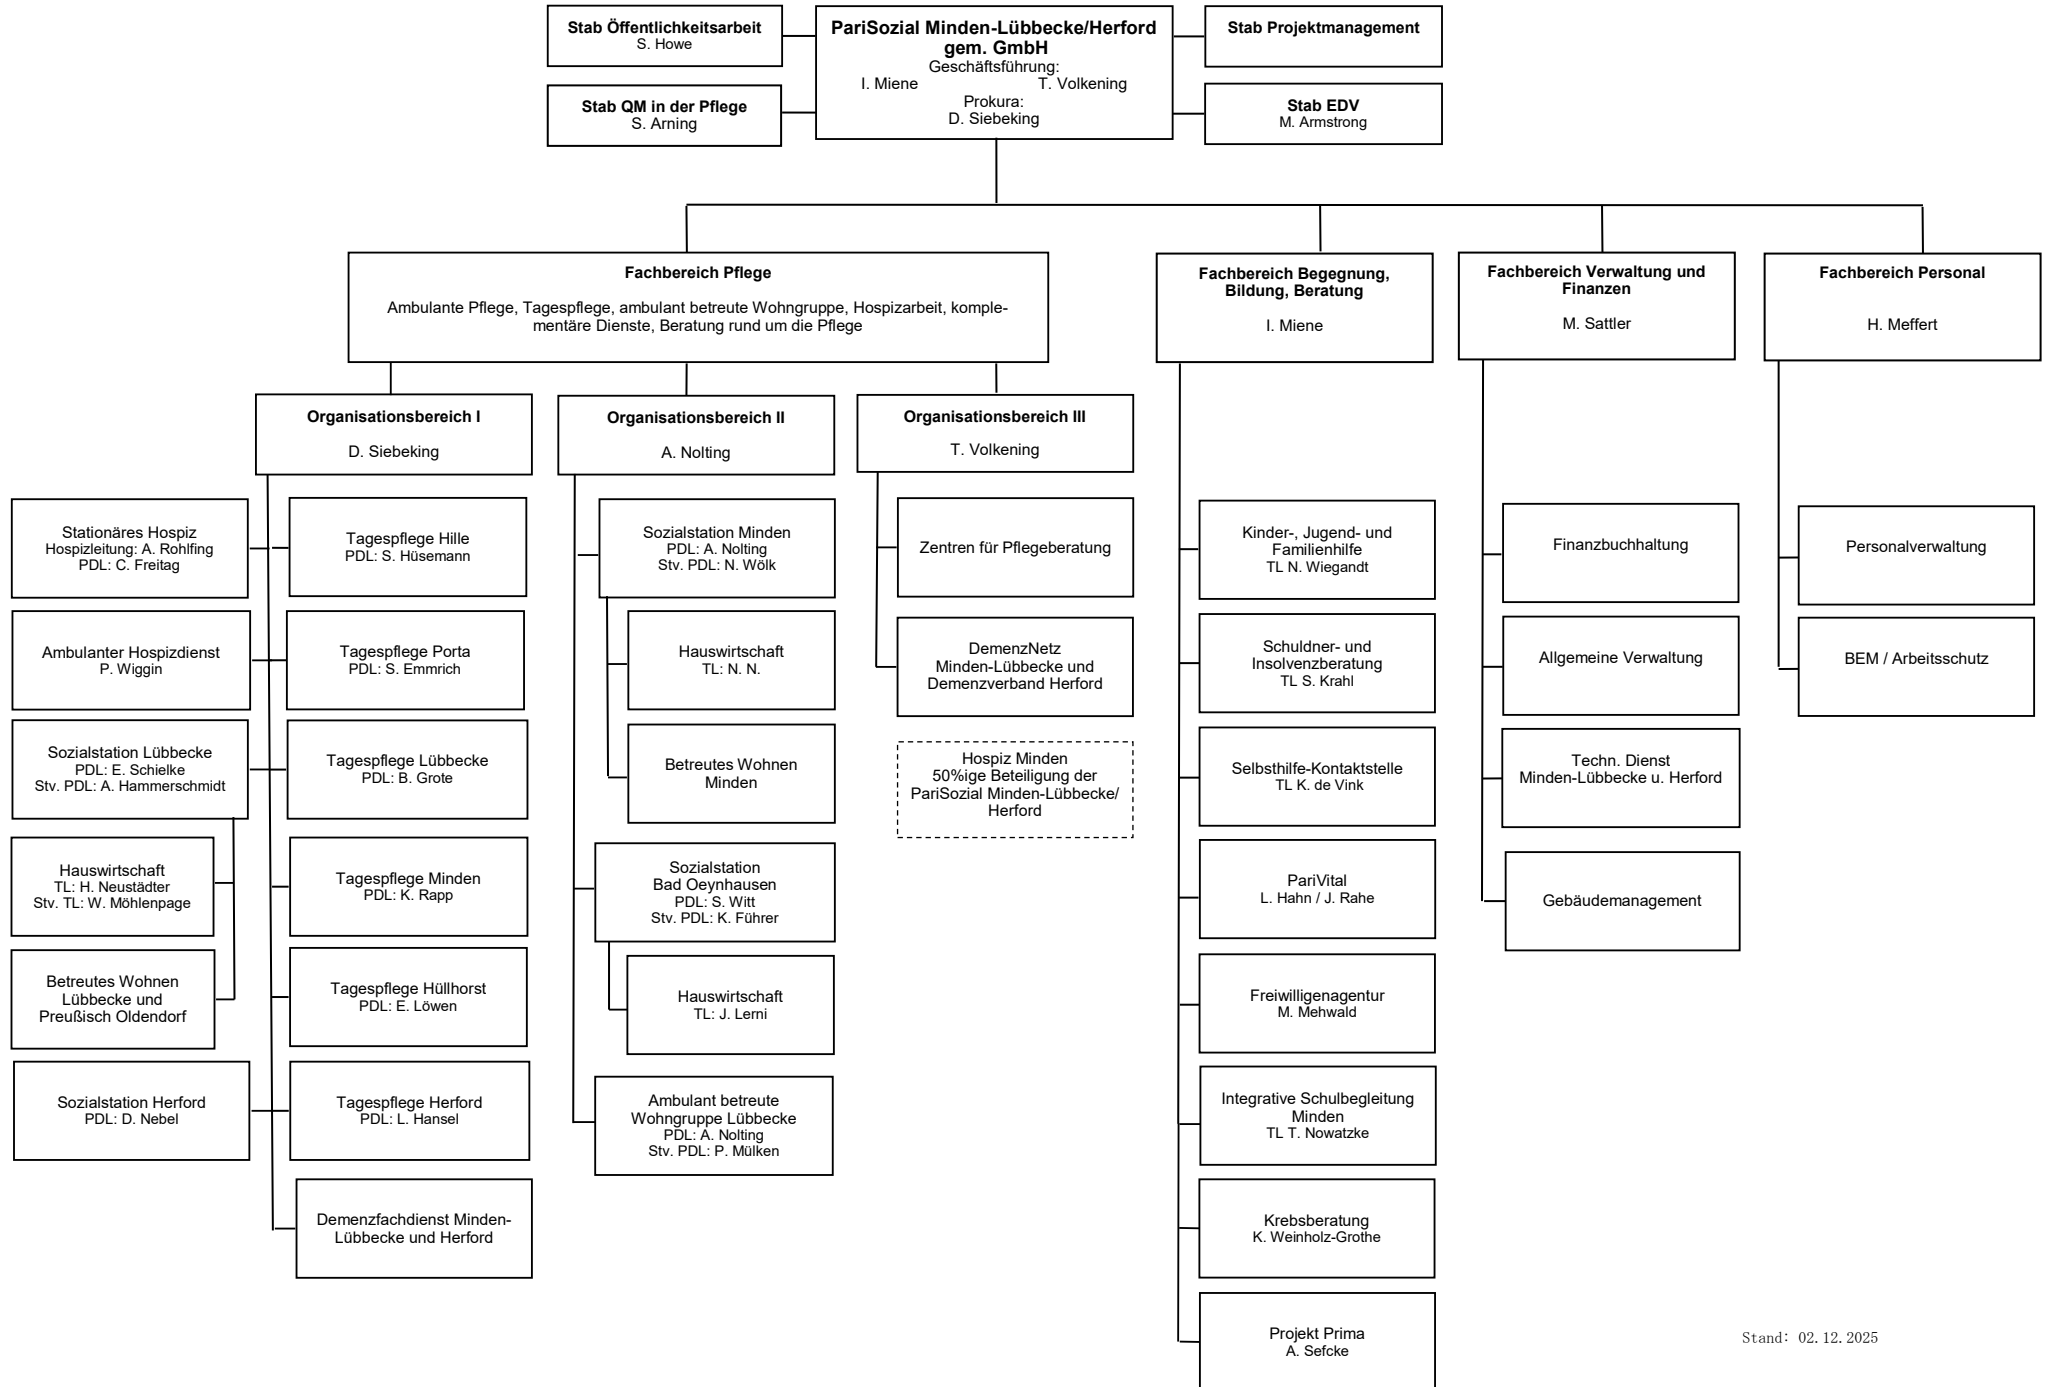 Stab Öffentlichkeitsarbeit
S. Howe
PariSozial Minden-Lübbecke/Herford
gem. GmbH
Geschäftsführung:
I. Miene T. Volkening
Prokura:
D. Siebeking
Stab Projektmanagement
Stab QM in der Pflege
S. Arning
Stab EDV
M. Armstrong
Fachbereich Pflege
Ambulante Pflege, Tagespflege, ambulant betreute Wohngruppe, Hospizarbeit, komple-
mentäre Dienste, Beratung rund um die Pflege
Fachbereich Begegnung,
Bildung, Beratung
I. Miene
Fachbereich Verwaltung und
Finanzen
M. Sattler
Fachbereich Personal
H. Meffert
Organisationsbereich I
D. Siebeking
Organisationsbereich II
A. Nolting
Organisationsbereich III
T. Volkening
Stationäres Hospiz
Hospizleitung: A. Rohlfing
PDL: C. Freitag
Ambulanter Hospizdienst
P. Wiggin
Sozialstation Lübbecke
PDL: E. Schielke
Stv. PDL: A. Hammerschmidt
Hauswirtschaft
TL: H. Neustädter
Stv. TL: W. Möhlenpage
Betreutes Wohnen
Lübbecke und
Preußisch Oldendorf
Sozialstation Herford
PDL: D. Nebel
Tagespflege Hille
PDL: S. Hüsemann
Tagespflege Porta
PDL: S. Emmrich
Tagespflege Lübbecke
PDL: B. Grote
Tagespflege Minden
PDL: K. Rapp
Tagespflege Hüllhorst
PDL: E. Löwen
Tagespflege Herford
PDL: L. Hansel
Demenzfachdienst Minden-
Lübbecke und Herford
Sozialstation Minden
PDL: A. Nolting
Stv. PDL: N. Wölk
Hauswirtschaft
TL: N. N.
Betreutes Wohnen
Minden
Sozialstation
Bad Oeynhausen
PDL: S. Witt
Stv. PDL: K. Führer
Hauswirtschaft
TL: J. Lerni
Ambulant betreute
Wohngruppe Lübbecke
PDL: A. Nolting
Stv. PDL: P. Mülken
Zentren für Pflegeberatung
DemenzNetz
Minden-Lübbecke und
Demenzverband Herford
Hospiz Minden
50%ige Beteiligung der
PariSozial Minden-Lübbecke/
Herford
Kinder-, Jugend- und
Familienhilfe
TL N. Wiegandt
Schuldner- und
Insolvenzberatung
TL S. Krahl
Selbsthilfe-Kontaktstelle
TL K. de Vink
PariVital
L. Hahn / J. Rahe
Freiwilligenagentur
M. Mehwald
Integrative Schulbegleitung
Minden
TL T. Nowatzke
Krebsberatung
K. Weinholz-Grothe
Projekt Prima
A. Sefcke
Finanzbuchhaltung
Allgemeine Verwaltung
Techn. Dienst
Minden-Lübbecke u. Herford
Gebäudemanagement
Personalverwaltung
BEM / Arbeitsschutz
Stand: 02.12.2025